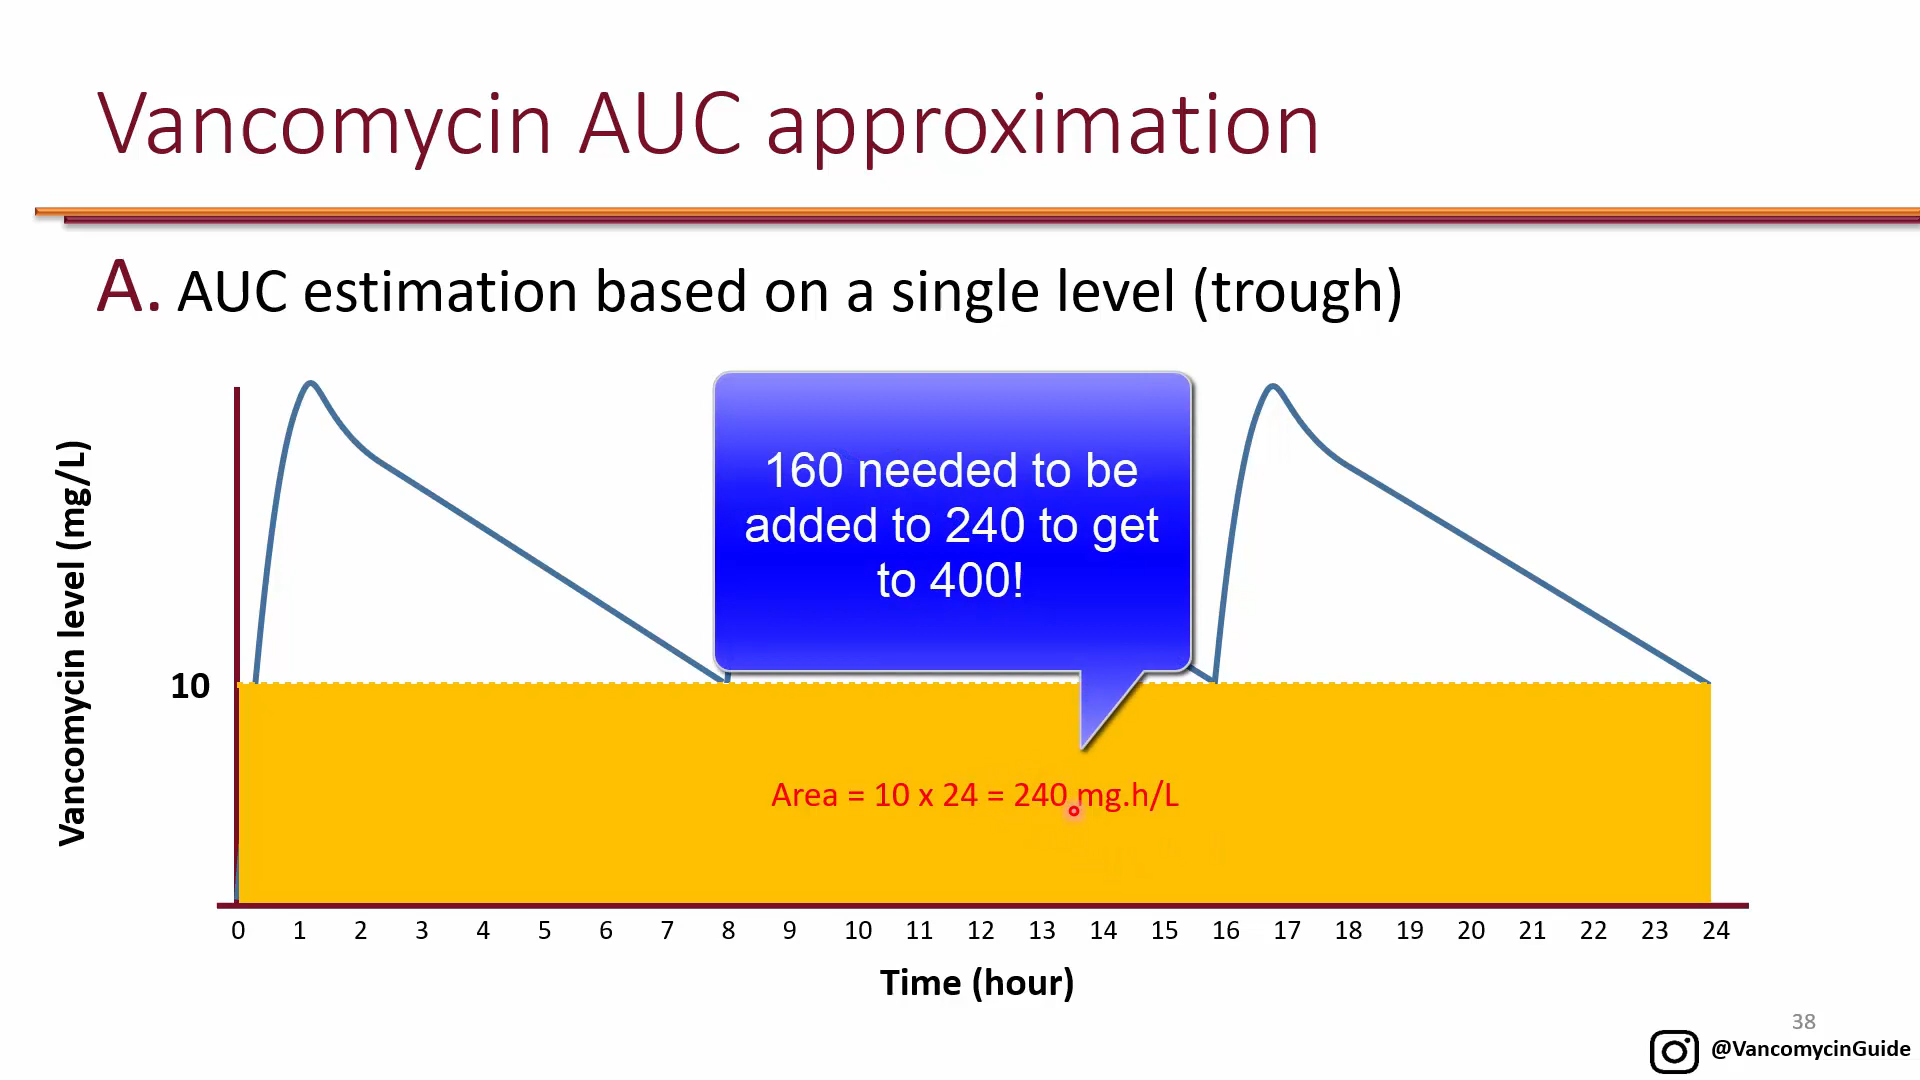 Vancomycin AUC approximation
A. AUC estimation based on a single level (trough)
Vancomycin level (mg/L)
160 needed to be
added to 240 to get
to 400!
10
Area = 10 x 24 = 240 mg.h/L
0 1 2 3 4 5 6 7 8 9 10 11 12 13 14 15 16 17 18 19 20 21 22 23 24
Time (hour)
38
@VancomycinGuide